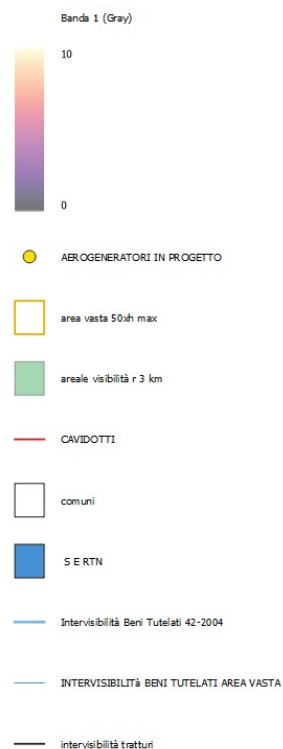 Banda 1 (Gray)
10
0
AEROGENERATORI IN PROGETTO
area vasta 50xh max
areale visibilità r 3 km
CAVIDOTTI
comuni
S E RTN
Intervisibilità Beni Tutelati 42-2004
INTERVISIBILITà BENI TUTELATI AREA VASTA
intervisibilità tratturi